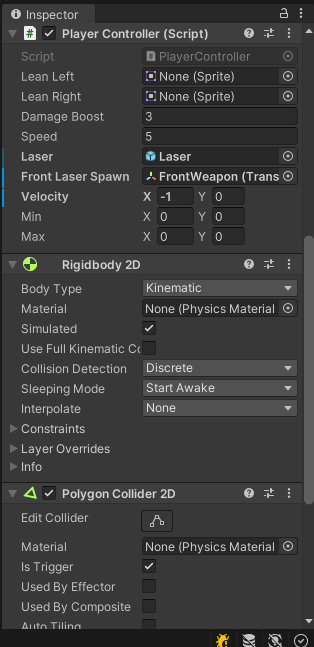 Inspector
# Player Controller (Script)
Script # PlayerController
Lean Left None (Sprite)
Lean Right None (Sprite)
Damage Boost 3
Speed 5
Laser Laser
Front Laser Spawn FrontWeapon (Trans
Velocity X -1 Y 0
Min X 0 Y 0
Max X 0 Y 0
Rigidbody 2D
Body Type Kinematic
Material None (Physics Material
Simulated
Use Full Kinematic Co
Collision Detection Discrete
Sleeping Mode Start Awake
Interpolate None
Constraints
Layer Overrides
Info
Polygon Collider 2D
Edit Collider
Material None (Physics Material
Is Trigger
Used By Effector
Used By Composite
Auto Tiling